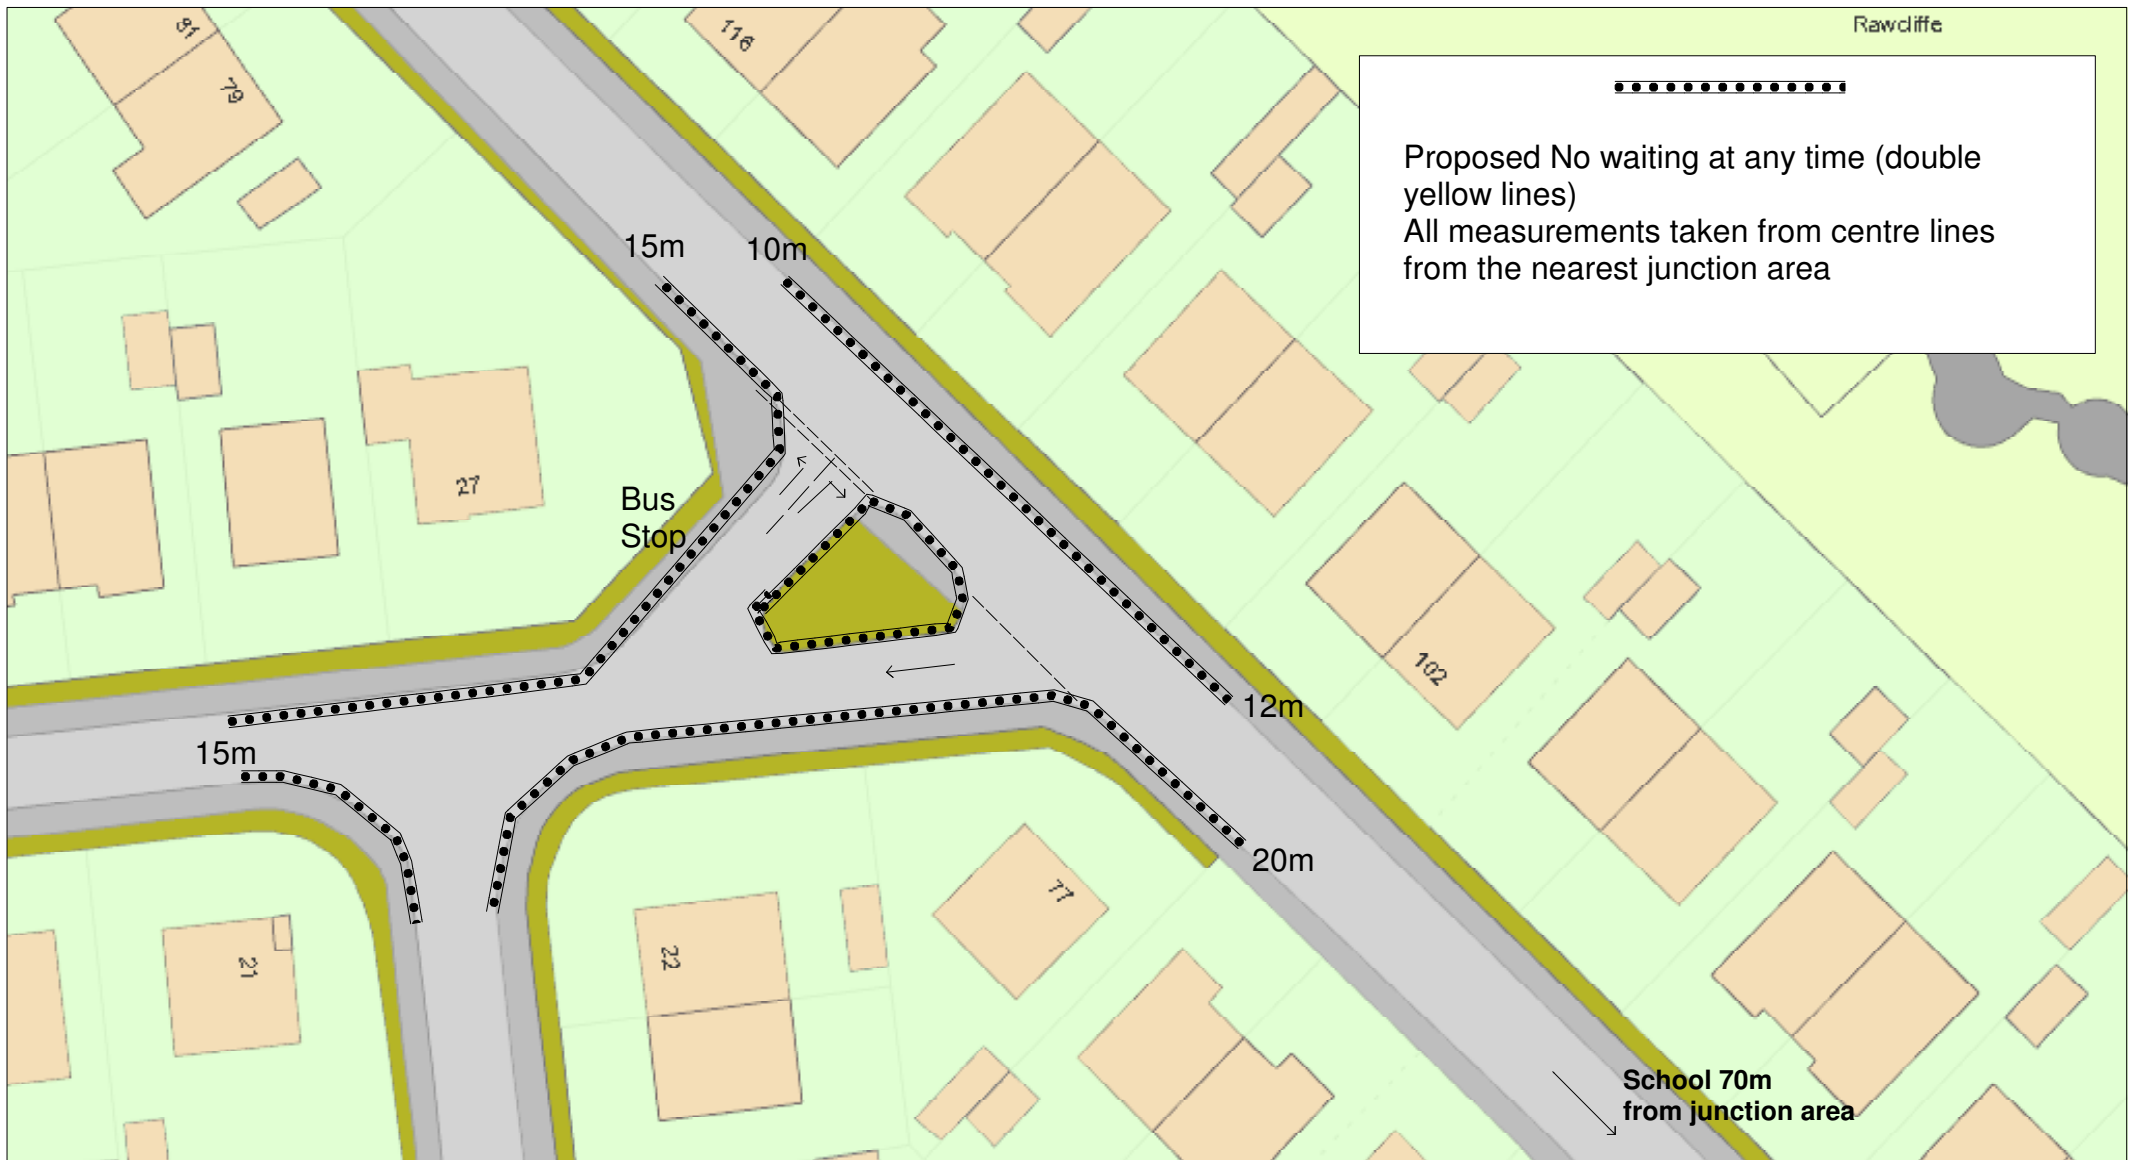 Rawcliffe
81
79
116
Proposed No waiting at any time (double
yellow lines)
All measurements taken from centre lines
from the nearest junction area
15m
10m
27
Bus
Stop
102
12m
15m
20m
77
22
21
School 70m
from junction area